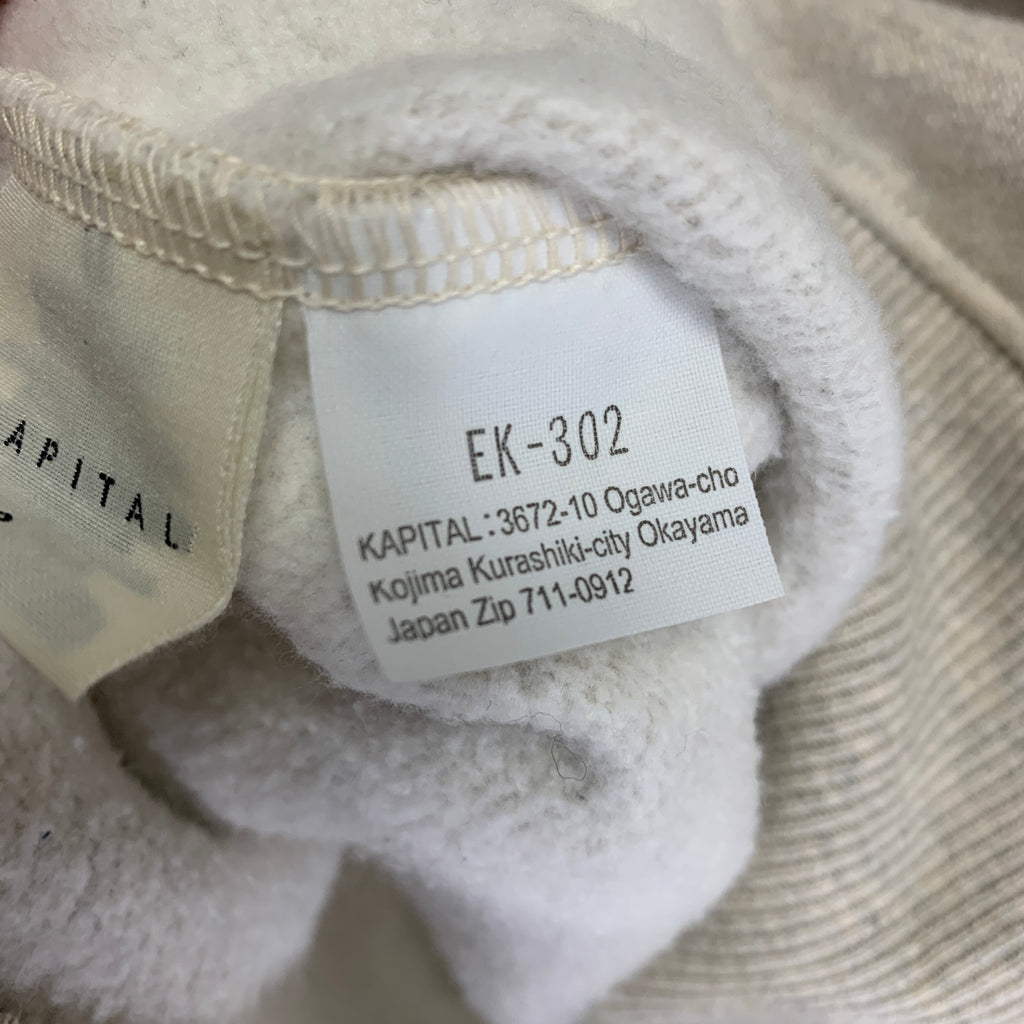 APITAL
EK-302
KAPITAL:3672-10 Ogawa-cho
Kojima Kurashiki-city Okayama
Japan Zip 711-0912